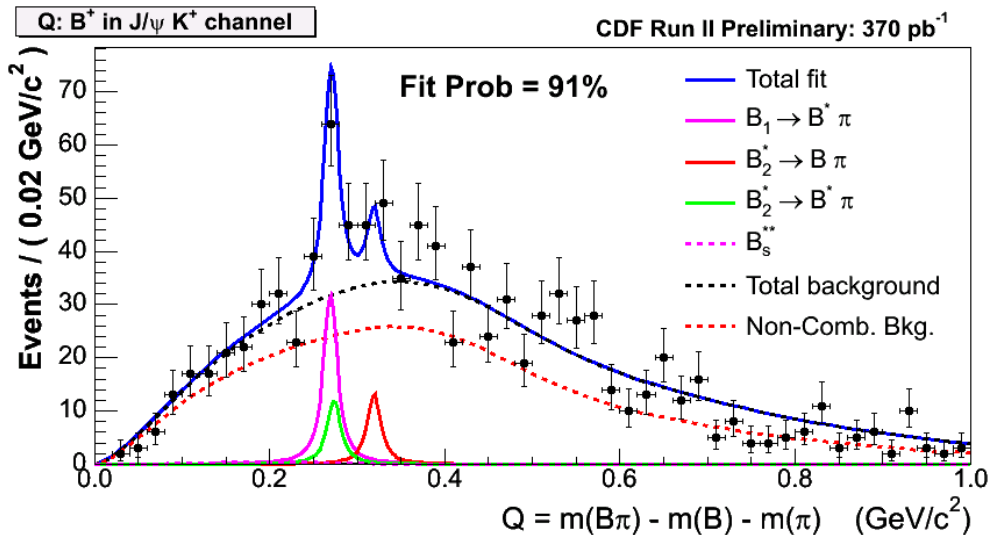 Q: B⁺ in J/ψ K⁺ channel
CDF Run II Preliminary: 370 pb⁻¹
Fit Prob = 91%
Total fit
B₁ → B* π
B₂* → B π
B₂* → B* π
Bₛ**
Total background
Non-Comb. Bkg.
Events / ( 0.02 GeV/c² )
70
60
50
40
30
20
10
0
0.0 0.2 0.4 0.6 0.8 1.0
Q = m(Bπ) - m(B) - m(π) (GeV/c²)